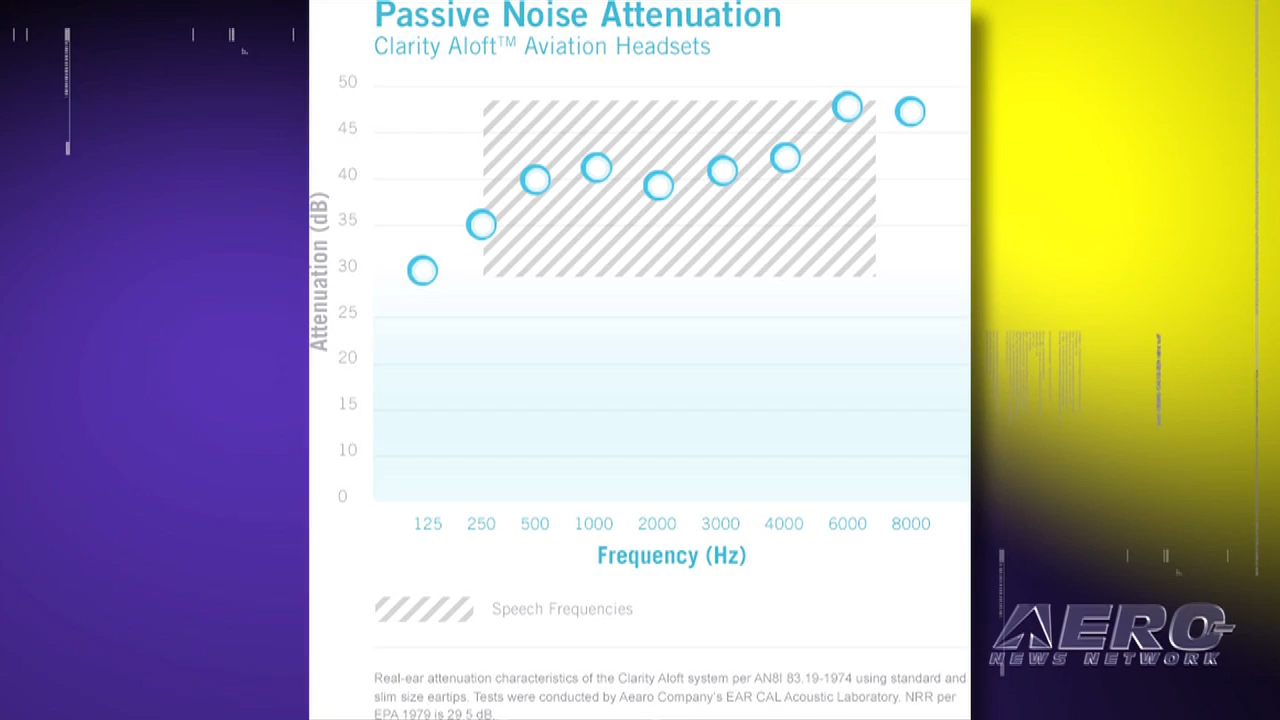 Passive Noise Attenuation
Clarity Aloft™ Aviation Headsets
50
45
40
35
30
25
20
15
10
0
Attenuation (dB)
125 250 500 1000 2000 3000 4000 6000 8000
Frequency (Hz)
Speech Frequencies
Real-ear attenuation characteristics of the Clarity Aloft system per AN8I 83.19-1974 using standard and
slim size eartips. Tests were conducted by Aearo Company's EAR CAL Acoustic Laboratory. NRR per
EPA 1979 is 29.5 dB.
AERO
NEWS NETWORK